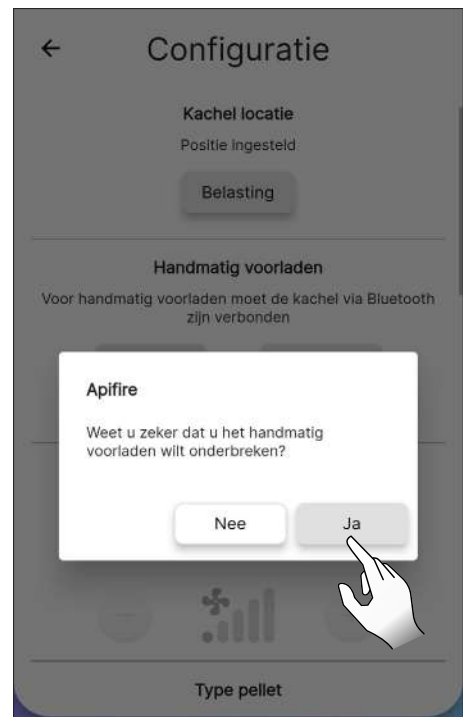 Configuratie
Kachel locatie
Positie ingesteld
Belasting
Handmatig voorladen
Voor handmatig voorladen moet de kachel via Bluetooth
zijn verbonden
Apifire
Weet u zeker dat u het handmatig
voorladen wilt onderbreken?
Nee
Ja
Type pellet